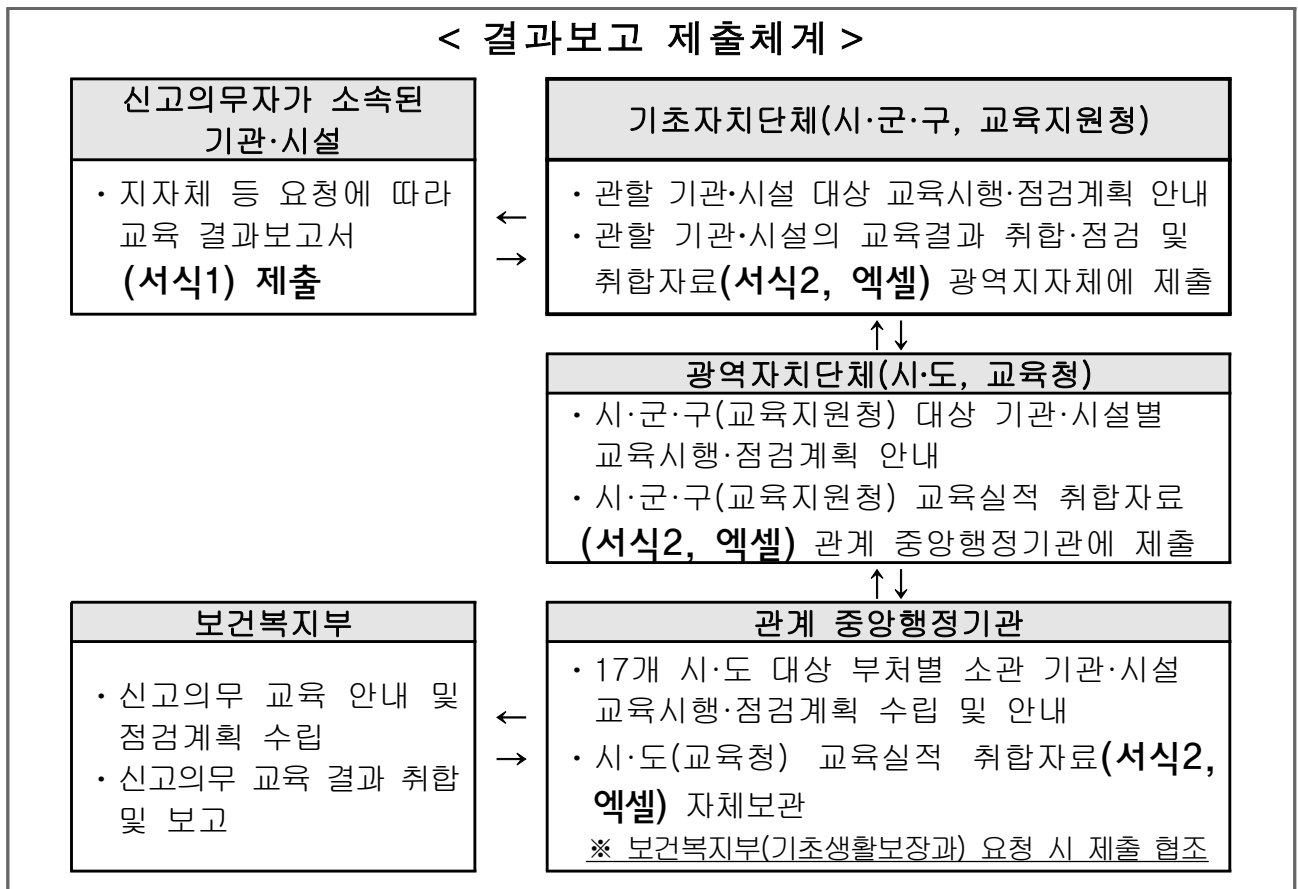 < 결과보고 제출체계 >
신고의무자가 소속된
기관·시설
· 지자체 등 요청에 따라
교육 결과보고서
(서식1) 제출
←
→
기초자치단체(시·군·구, 교육지원청)
· 관할 기관·시설 대상 교육시행·점검계획 안내
· 관할 기관·시설의 교육결과 취합·점검 및
취합자료(서식2, 엑셀) 광역지자체에 제출
↑↓
광역자치단체(시·도, 교육청)
· 시·군·구(교육지원청) 대상 기관·시설별
교육시행·점검계획 안내
· 시·군·구(교육지원청) 교육실적 취합자료
(서식2, 엑셀) 관계 중앙행정기관에 제출
↑↓
보건복지부
· 신고의무 교육 안내 및
점검계획 수립
· 신고의무 교육 결과 취합
및 보고
←
→
관계 중앙행정기관
· 17개 시·도 대상 부처별 소관 기관·시설
교육시행·점검계획 수립 및 안내
· 시·도(교육청) 교육실적 취합자료(서식2,
엑셀) 자체보관
※ 보건복지부(기초생활보장과) 요청 시 제출 협조